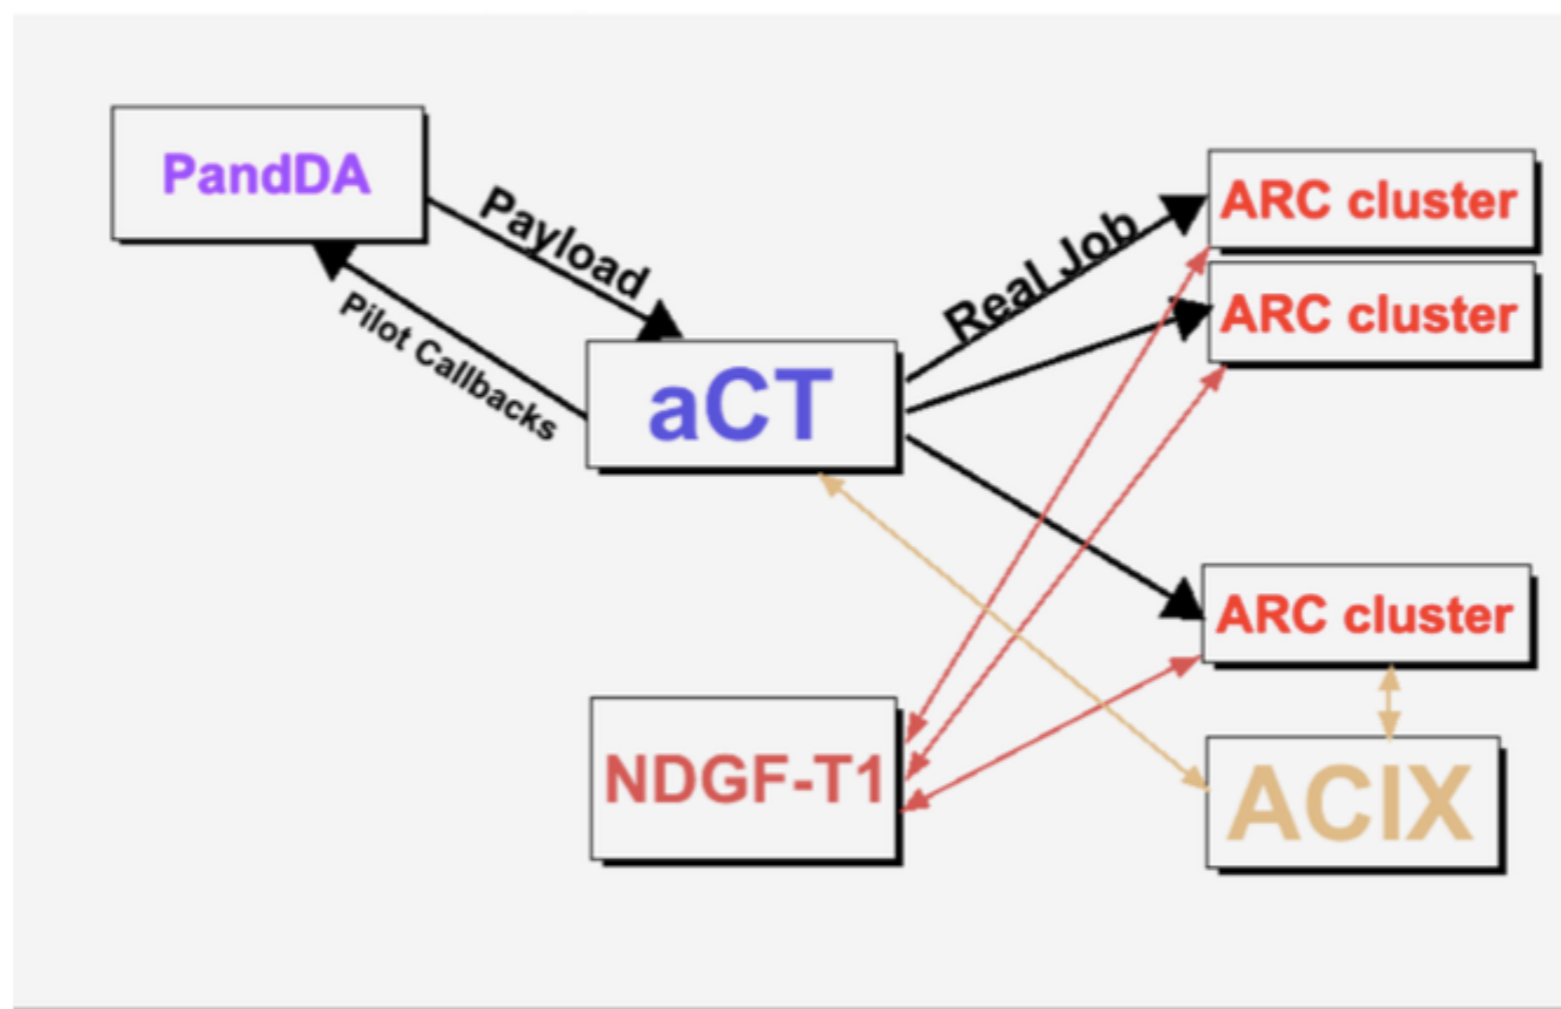 PandDA
Payload
Pilot Callbacks
aCT
Real Job
ARC cluster
ARC cluster
ARC cluster
NDGF-T1
ACIX